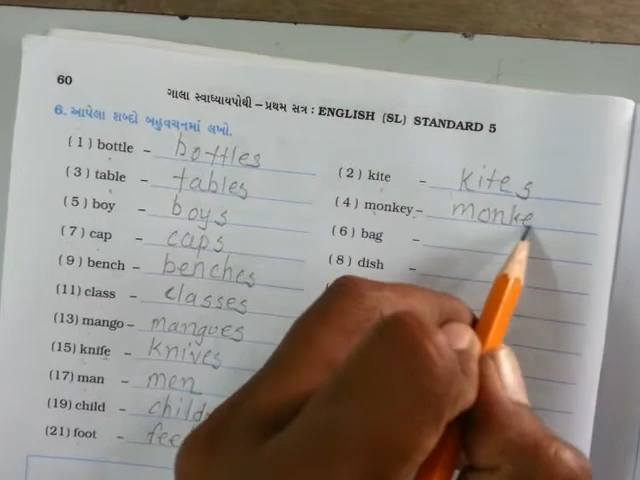 60
ગાલા સ્વાધ્યાયપોથી – પ્રથમ સત્ર : ENGLISH (SL) STANDARD 5
6. આપેલા શબ્દો બહુવચનમાં લખો.
(1) bottle – bottles
(2) kite – kites
(3) table – tables
(4) monkey – monke
(5) boy – boys
(6) bag –
(7) cap – caps
(8) dish –
(9) bench – benches
(11) class – classes
(13) mango – mangoes
(15) knife – knives
(17) man – men
(19) child – child
(21) foot – fee